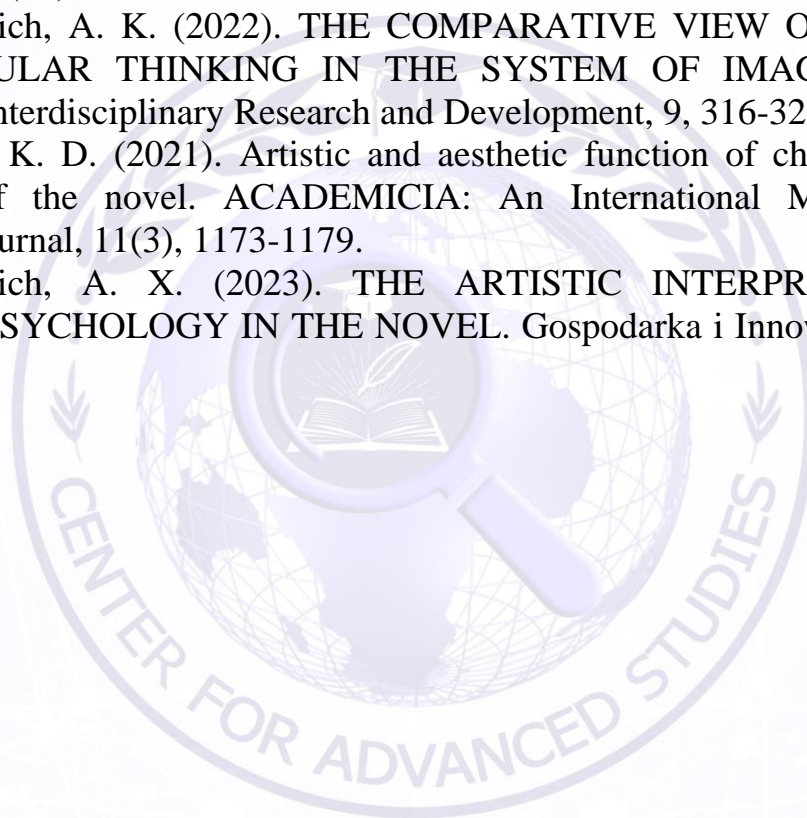 ich, A. K. (2022). THE COMPARATIVE VIEW O
ULAR THINKING IN THE SYSTEM OF IMAG
nterdisciplinary Research and Development, 9, 316-32
K. D. (2021). Artistic and aesthetic function of ch
f the novel. ACADEMICIA: An International M
urnal, 11(3), 1173-1179.
ich, A. X. (2023). THE ARTISTIC INTERPR
SYCHOLOGY IN THE NOVEL. Gospodarka i Innov
CENTER FOR ADVANCED STUDIES